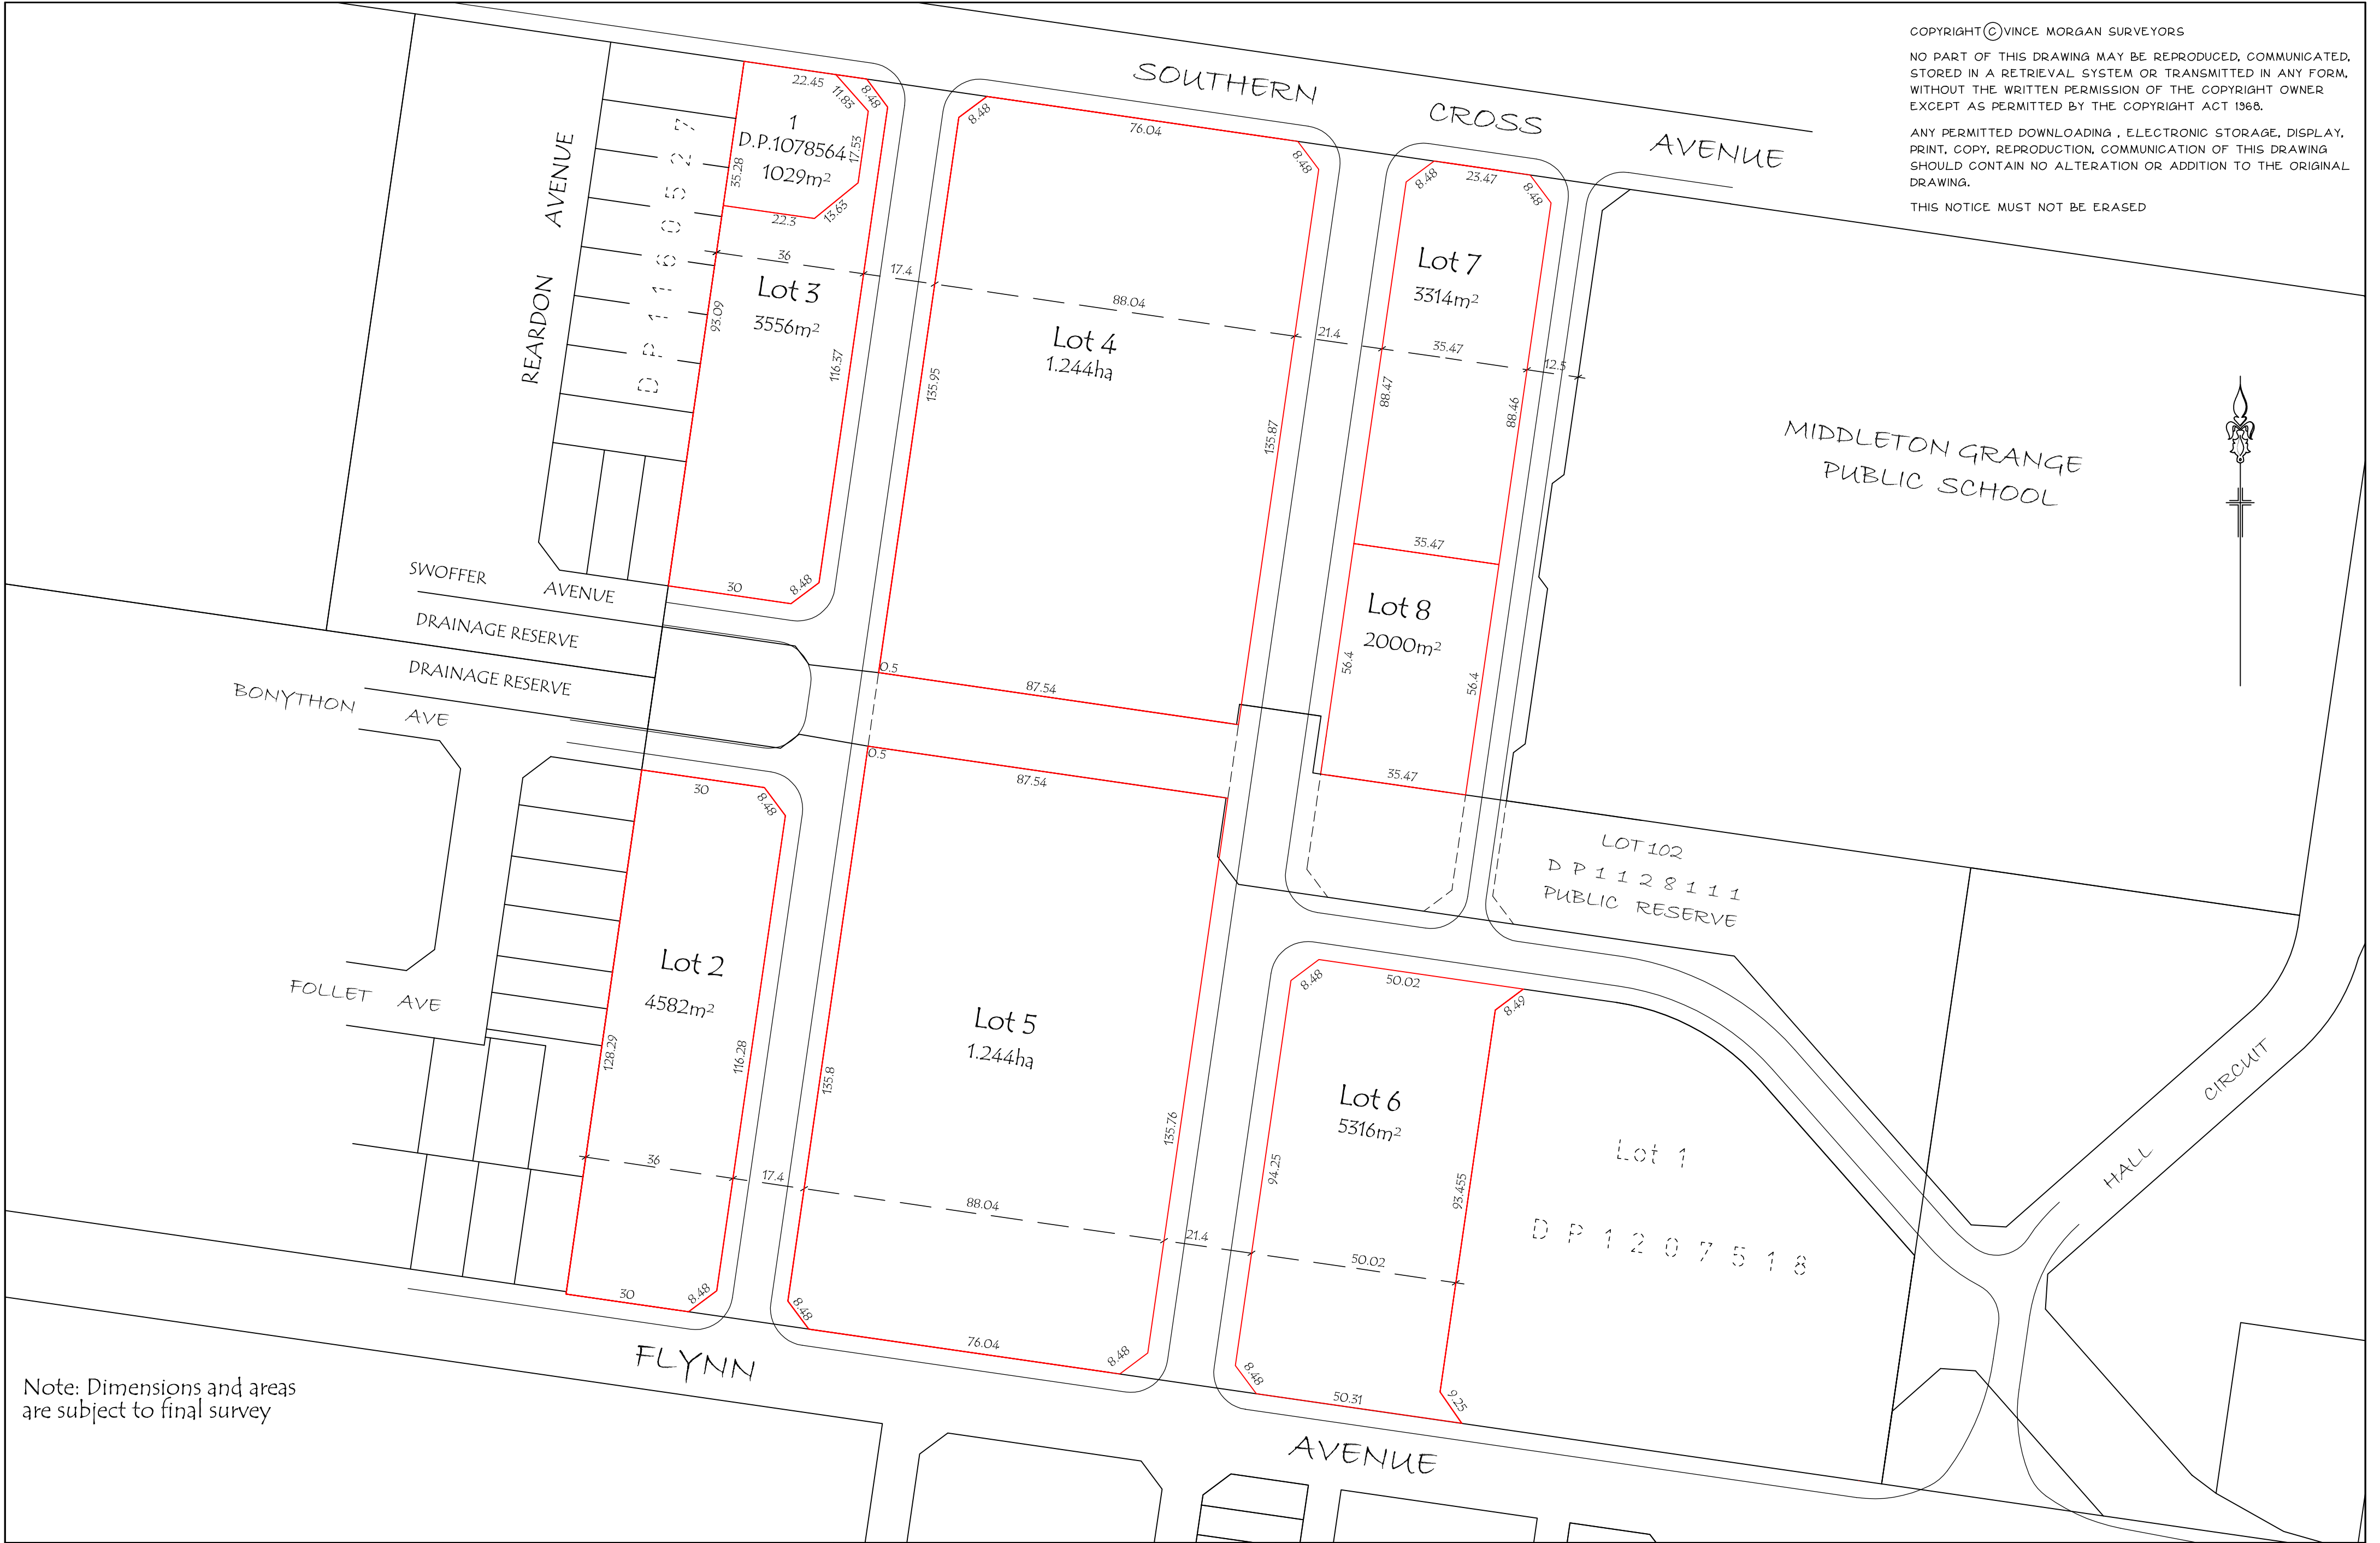 COPYRIGHT © VINCE MORGAN SURVEYORS
NO PART OF THIS DRAWING MAY BE REPRODUCED, COMMUNICATED,
STORED IN A RETRIEVAL SYSTEM OR TRANSMITTED IN ANY FORM,
WITHOUT THE WRITTEN PERMISSION OF THE COPYRIGHT OWNER
EXCEPT AS PERMITTED BY THE COPYRIGHT ACT 1968.
ANY PERMITTED DOWNLOADING , ELECTRONIC STORAGE, DISPLAY,
PRINT, COPY, REPRODUCTION, COMMUNICATION OF THIS DRAWING
SHOULD CONTAIN NO ALTERATION OR ADDITION TO THE ORIGINAL
DRAWING.
THIS NOTICE MUST NOT BE ERASED
SOUTHERN CROSS AVENUE
REARDON AVENUE
DP1160527
22.45
11.83
8.48
1
D.P.1078564
1029m²
17.53
35.28
22.3
13.63
36
Lot 3
3556m²
93.09
116.37
30
8.48
17.4
8.48
76.04
8.48
88.04
Lot 4
1.244ha
135.95
135.87
0.5
87.54
21.4
8.48
23.47
8.48
Lot 7
3314m²
35.47
12.5
88.47
88.46
35.47
Lot 8
2000m²
56.4
56.4
35.47
MIDDLETON GRANGE
PUBLIC SCHOOL
SWOFFER AVENUE
DRAINAGE RESERVE
DRAINAGE RESERVE
BONYTHON AVE
FOLLET AVE
30
8.48
Lot 2
4582m²
128.29
116.28
36
30
8.48
17.4
0.5
87.54
Lot 5
1.244ha
135.8
135.76
88.04
8.48
76.04
8.48
21.4
8.48
50.02
8.49
Lot 6
5316m²
94.25
93.455
50.02
8.48
50.31
9.25
LOT 102
DP1128111
PUBLIC RESERVE
Lot 1
DP1207518
HALL CIRCUIT
FLYNN AVENUE
Note: Dimensions and areas
are subject to final survey